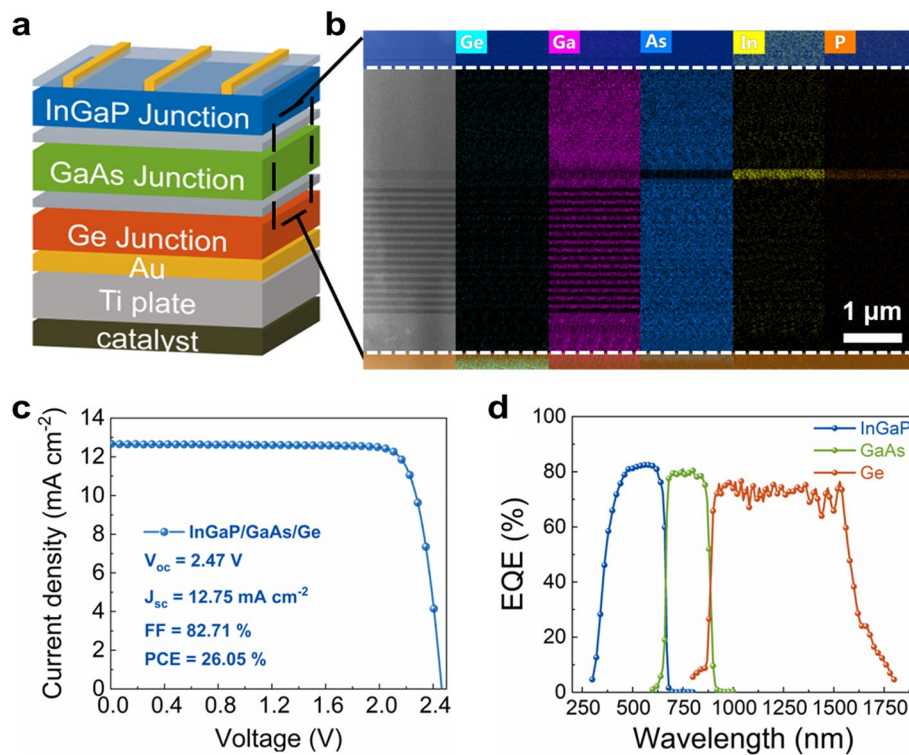 a
InGaP Junction
GaAs Junction
Ge Junction
Au
Ti plate
catalyst
b
Ge Ga As In P
1 μm
c
Current density (mA cm⁻²)
14
12
10
8
6
4
2
0
InGaP/GaAs/Ge
Voc = 2.47 V
Jsc = 12.75 mA cm⁻²
FF = 82.71 %
PCE = 26.05 %
0.0 0.4 0.8 1.2 1.6 2.0 2.4
Voltage (V)
d
EQE (%)
100
80
60
40
20
0
InGaP
GaAs
Ge
250 500 750 1000 1250 1500 1750
Wavelength (nm)